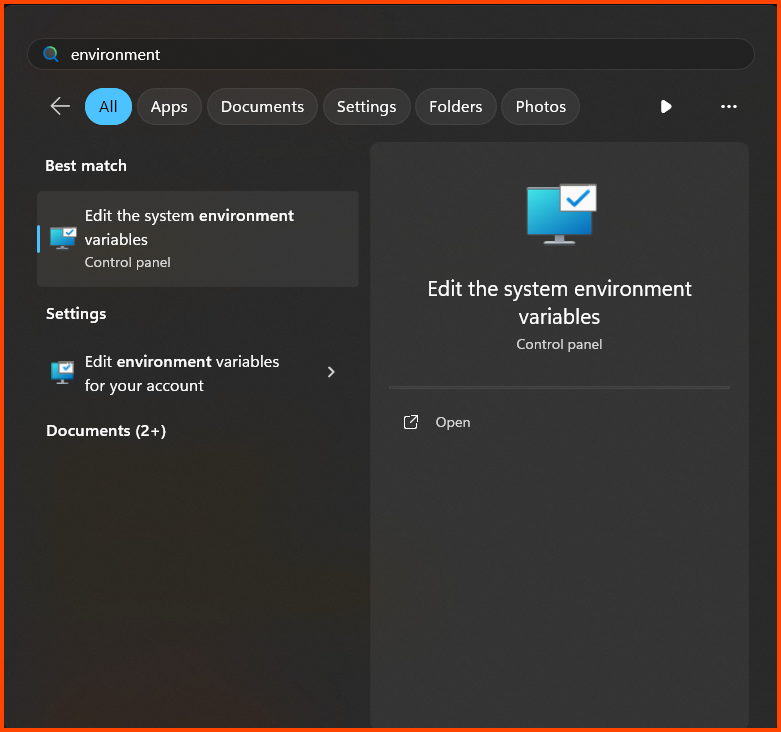 environment
All
Apps
Documents
Settings
Folders
Photos
Best match
Edit the system environment
variables
Control panel
Settings
Edit environment variables
for your account
Documents (2+)
Edit the system environment
variables
Control panel
Open